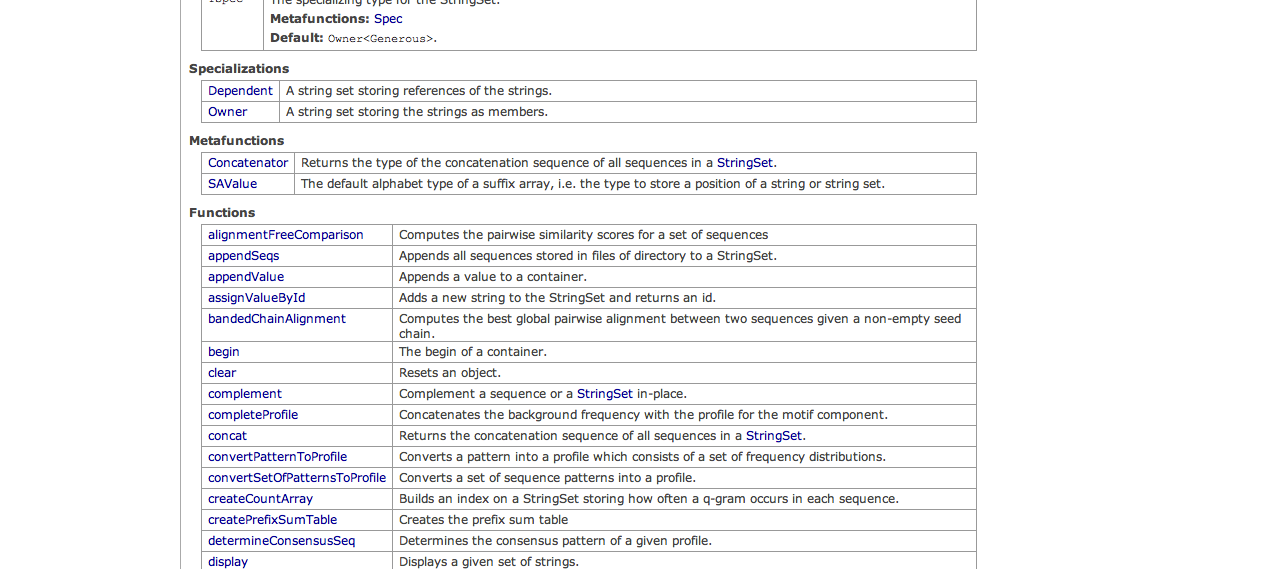 TSpec The specializing type for the StringSet.
Metafunctions: Spec
Default: Owner<Generous>.
Specializations
Dependent A string set storing references of the strings.
Owner A string set storing the strings as members.
Metafunctions
Concatenator Returns the type of the concatenation sequence of all sequences in a StringSet.
SAValue The default alphabet type of a suffix array, i.e. the type to store a position of a string or string set.
Functions
alignmentFreeComparison Computes the pairwise similarity scores for a set of sequences
appendSeqs Appends all sequences stored in files of directory to a StringSet.
appendValue Appends a value to a container.
assignValueById Adds a new string to the StringSet and returns an id.
bandedChainAlignment Computes the best global pairwise alignment between two sequences given a non-empty seed
chain.
begin The begin of a container.
clear Resets an object.
complement Complement a sequence or a StringSet in-place.
completeProfile Concatenates the background frequency with the profile for the motif component.
concat Returns the concatenation sequence of all sequences in a StringSet.
convertPatternToProfile Converts a pattern into a profile which consists of a set of frequency distributions.
convertSetOfPatternsToProfile Converts a set of sequence patterns into a profile.
createCountArray Builds an index on a StringSet storing how often a q-gram occurs in each sequence.
createPrefixSumTable Creates the prefix sum table
determineConsensusSeq Determines the consensus pattern of a given profile.
display Displays a given set of strings.